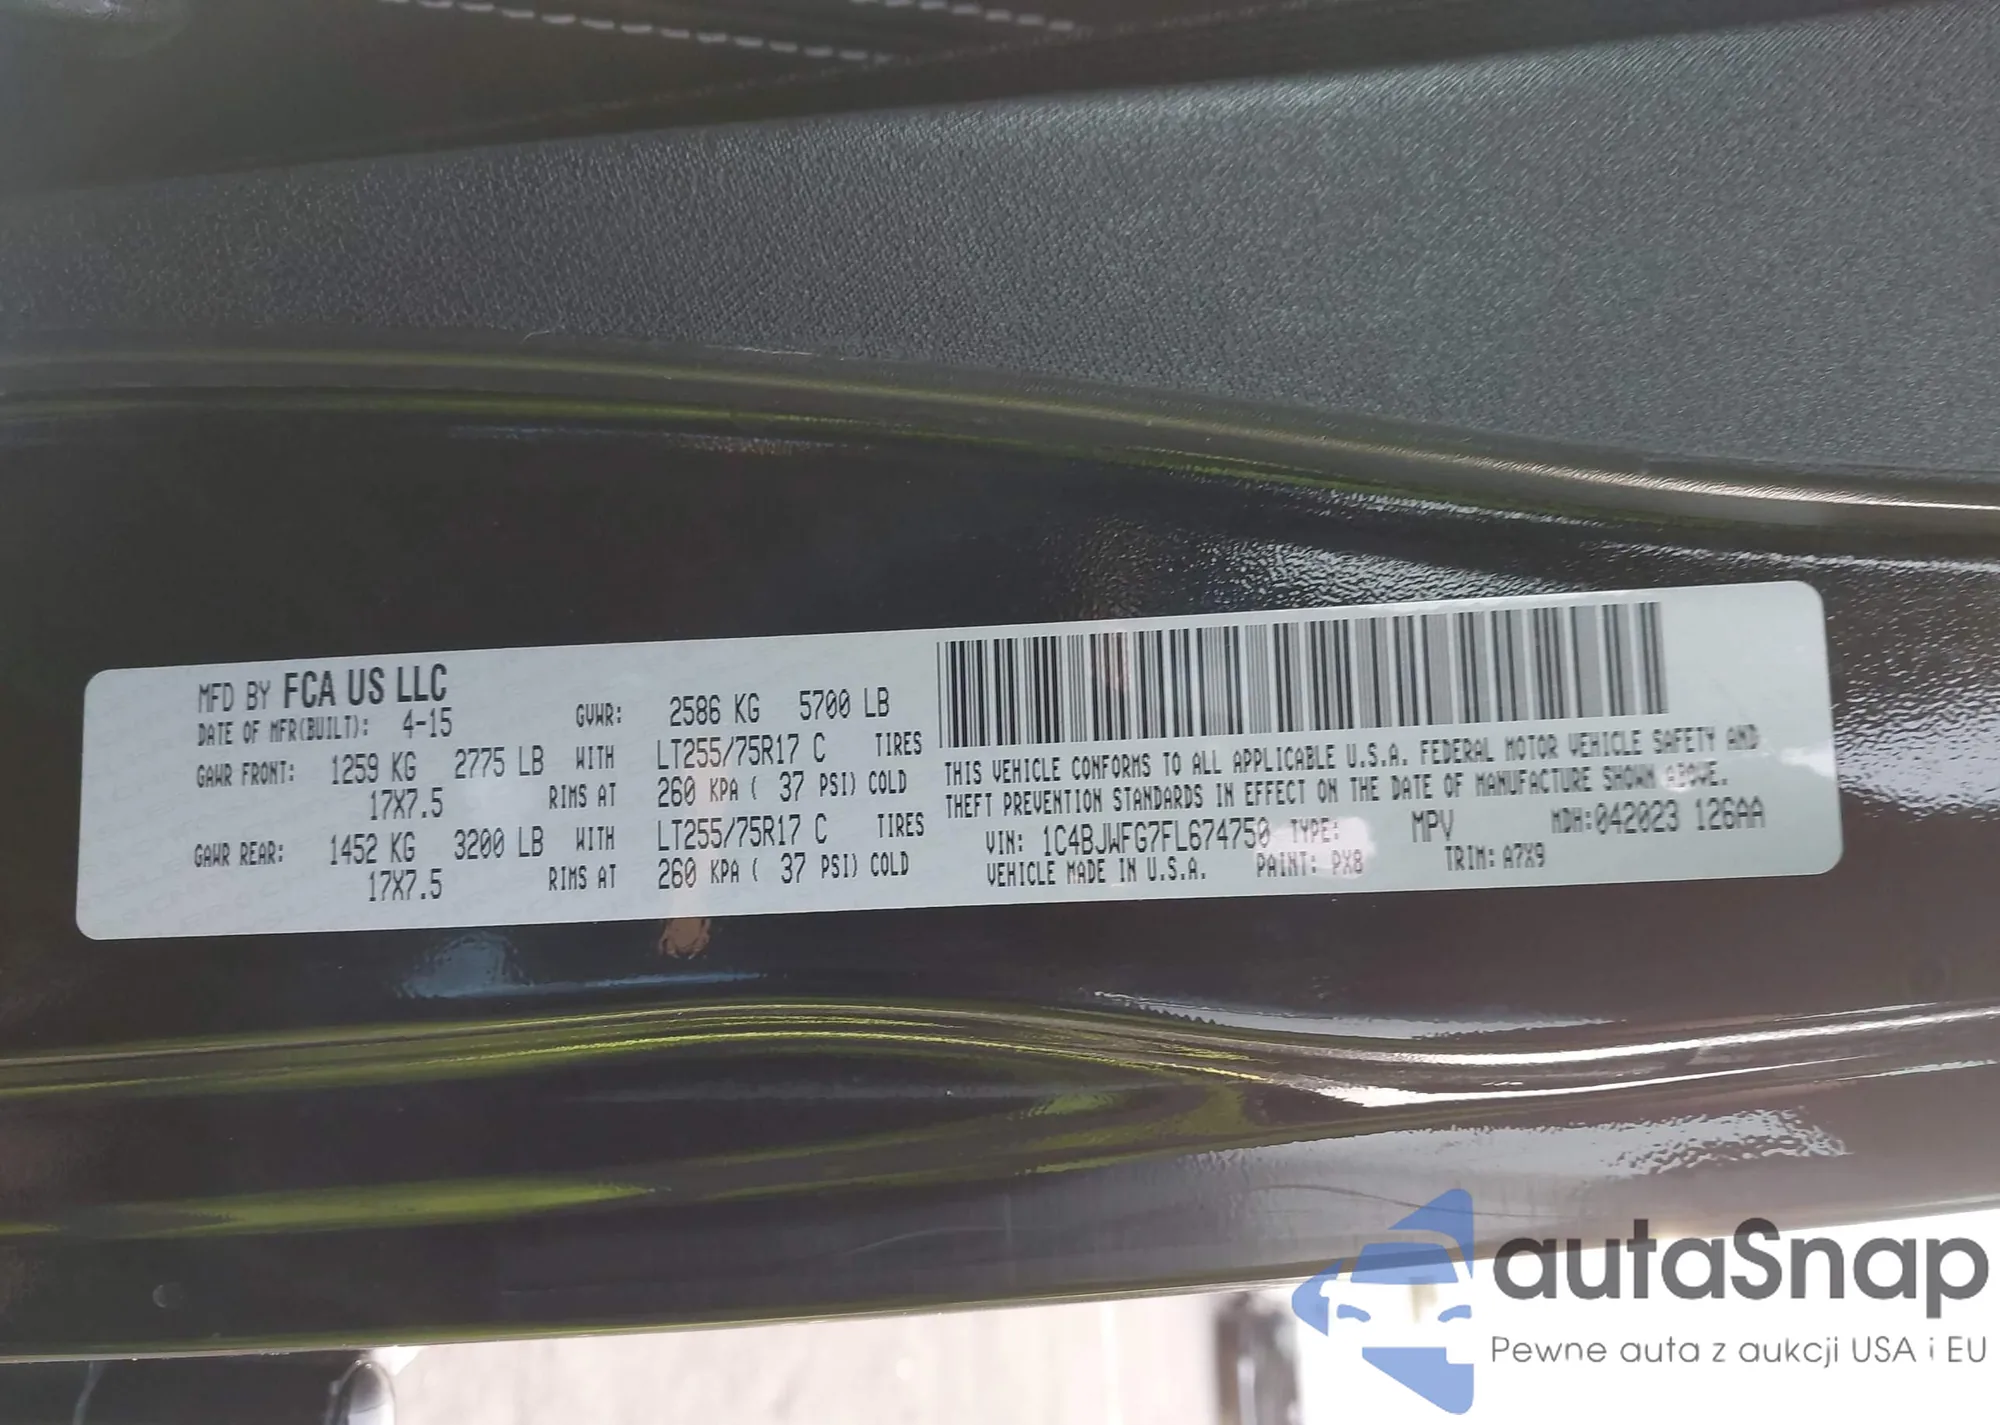 MFD BY FCA US LLC
DATE OF MFR(BUILT): 4-15 GVWR: 2586 KG 5700 LB
GAWR FRONT: 1259 KG 2775 LB WITH LT255/75R17 C TIRES
17X7.5 RIMS AT 260 KPA ( 37 PSI) COLD
GAWR REAR: 1452 KG 3200 LB WITH LT255/75R17 C TIRES
17X7.5 RIMS AT 260 KPA ( 37 PSI) COLD
THIS VEHICLE CONFORMS TO ALL APPLICABLE U.S.A. FEDERAL MOTOR VEHICLE SAFETY AND
THEFT PREVENTION STANDARDS IN EFFECT ON THE DATE OF MANUFACTURE SHOWN ABOVE.
VIN: 1C4BJWFG7FL674750 TYPE: MPV MDH:042023 126AA
VEHICLE MADE IN U.S.A. PAINT: PX8 TRIM: A7X9
autaSnap
Pewne auta z aukcji USA i EU